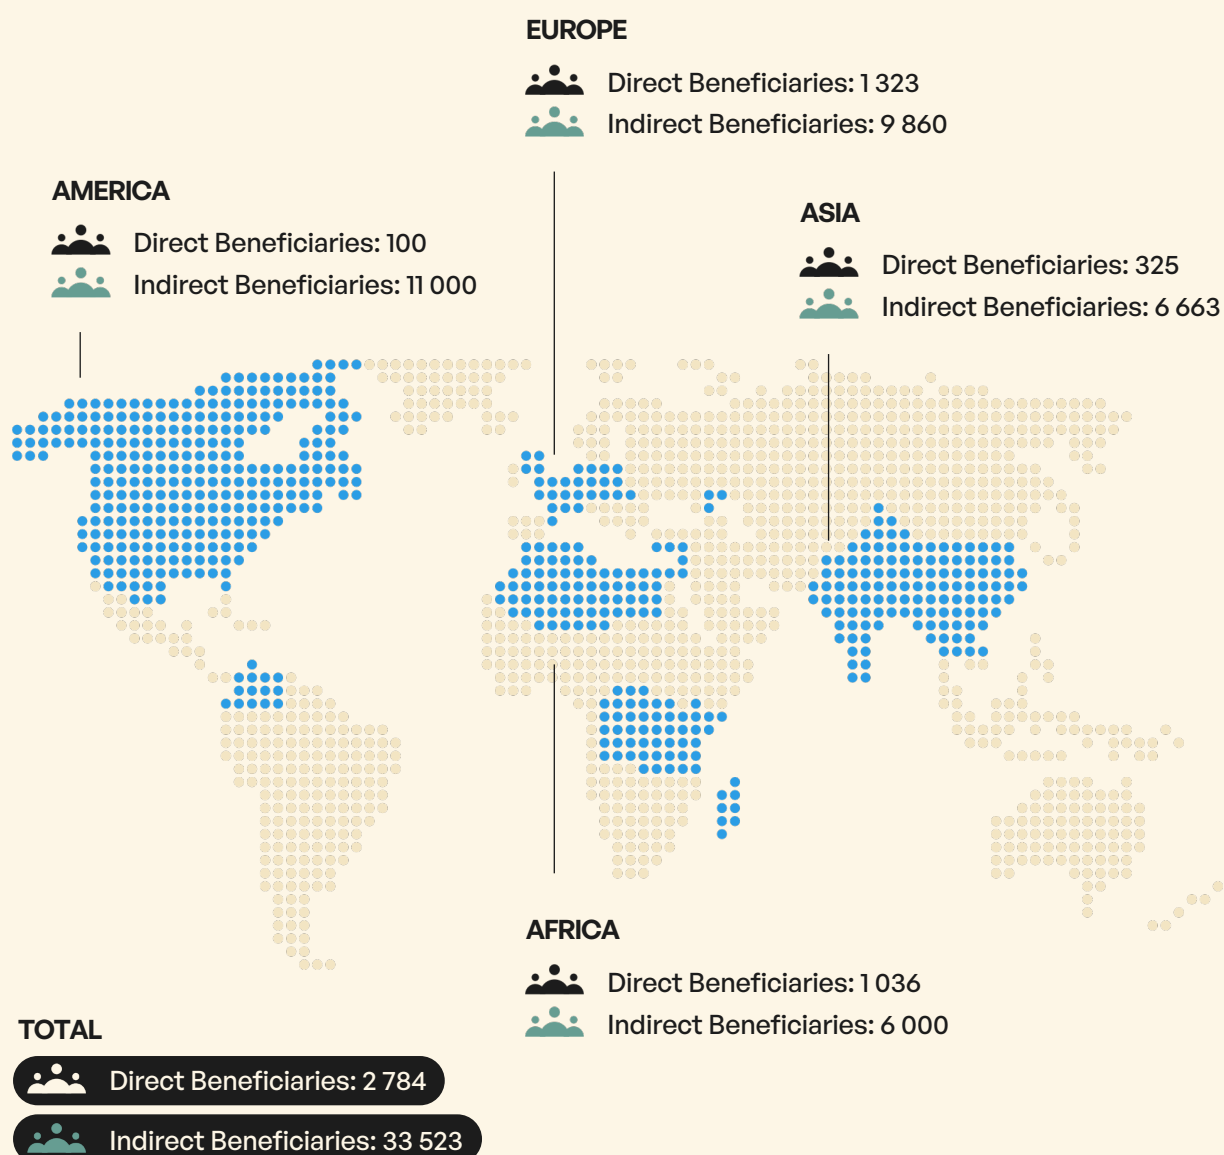 EUROPE
Direct Beneficiaries: 1 323
Indirect Beneficiaries: 9 860
AMERICA
Direct Beneficiaries: 100
Indirect Beneficiaries: 11 000
ASIA
Direct Beneficiaries: 325
Indirect Beneficiaries: 6 663
AFRICA
Direct Beneficiaries: 1 036
Indirect Beneficiaries: 6 000
TOTAL
Direct Beneficiaries: 2 784
Indirect Beneficiaries: 33 523